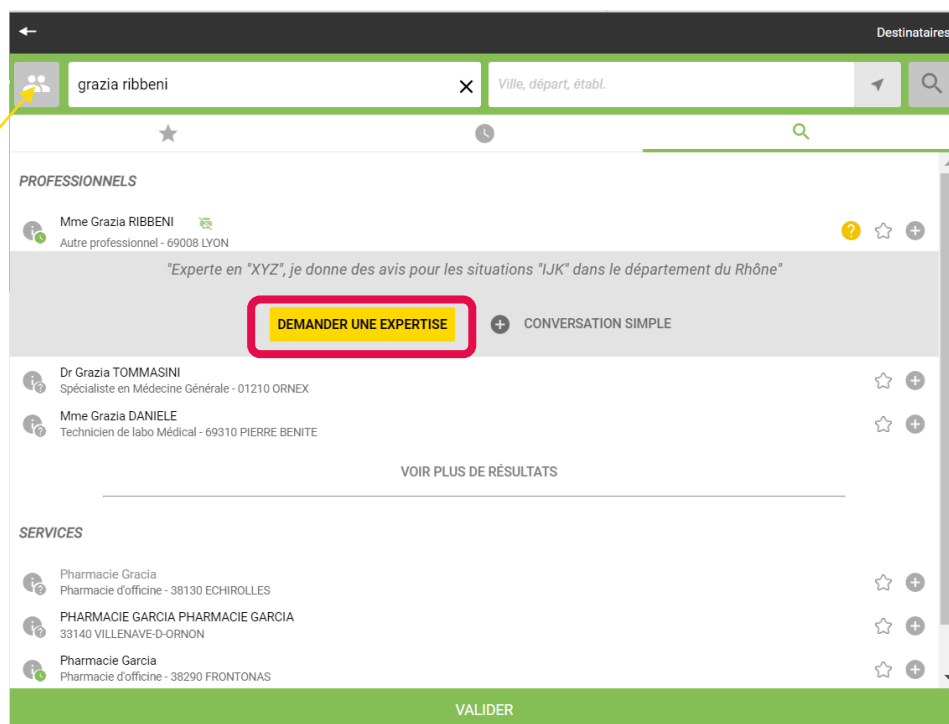 Destinataires
grazia ribbeni
Ville, départ, établ.
PROFESSIONNELS
Mme Grazia RIBBENI
Autre professionnel - 69008 LYON
"Experte en "XYZ", je donne des avis pour les situations "IJK" dans le département du Rhône"
DEMANDER UNE EXPERTISE
CONVERSATION SIMPLE
Dr Grazia TOMMASINI
Spécialiste en Médecine Générale - 01210 ORNEX
Mme Grazia DANIELE
Technicien de labo Médical - 69310 PIERRE BENITE
VOIR PLUS DE RÉSULTATS
SERVICES
Pharmacie Gracia
Pharmacie d'officine - 38130 ECHIROLLES
PHARMACIE GARCIA PHARMACIE GARCIA
33140 VILLENAVE-D-ORNON
Pharmacie Garcia
Pharmacie d'officine - 38290 FRONTONAS
VALIDER